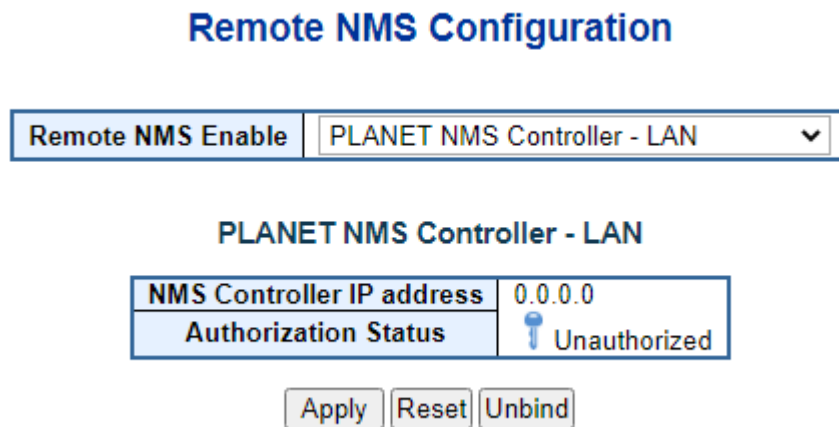 Remote NMS Configuration
Remote NMS Enable PLANET NMS Controller - LAN
PLANET NMS Controller - LAN
NMS Controller IP address 0.0.0.0
Authorization Status Unauthorized
Apply Reset Unbind